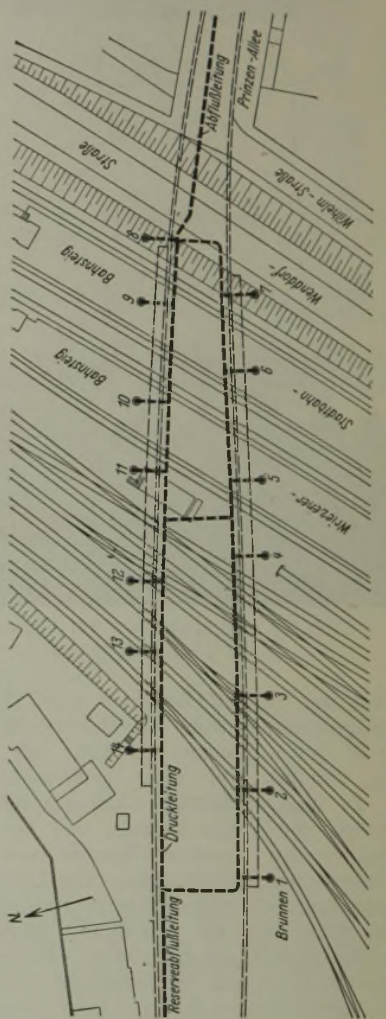 N
Reserveabflußleitung
Druckleitung
Abflußleitung
Brunnen 1
2
3
4
5
6
7
8
9
10
11
12
13
14
Bahnsteig
Bahnsteig
Straße
Wriezener-
Stadtbahn-
Wenddorf-
Wilhelm-Straße
Prinzen-Allee